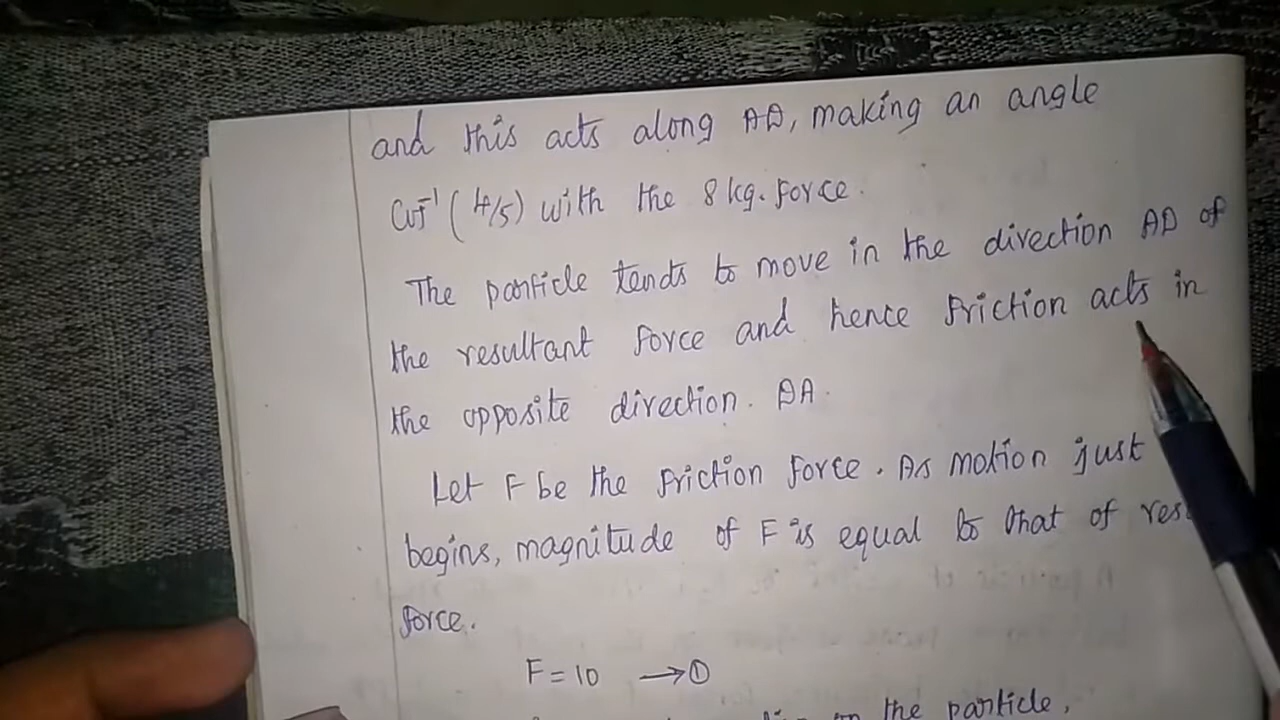 and this acts along AD, making an angle
Cos⁻¹ (4/5) with the 8 kg. force.
The particle tends to move in the direction AD of
the resultant force and hence friction acts in
the opposite direction. DA.
Let F be the friction force. As motion just
begins, magnitude of F is equal to that of
force.
F = 10 → ①
on the particle,